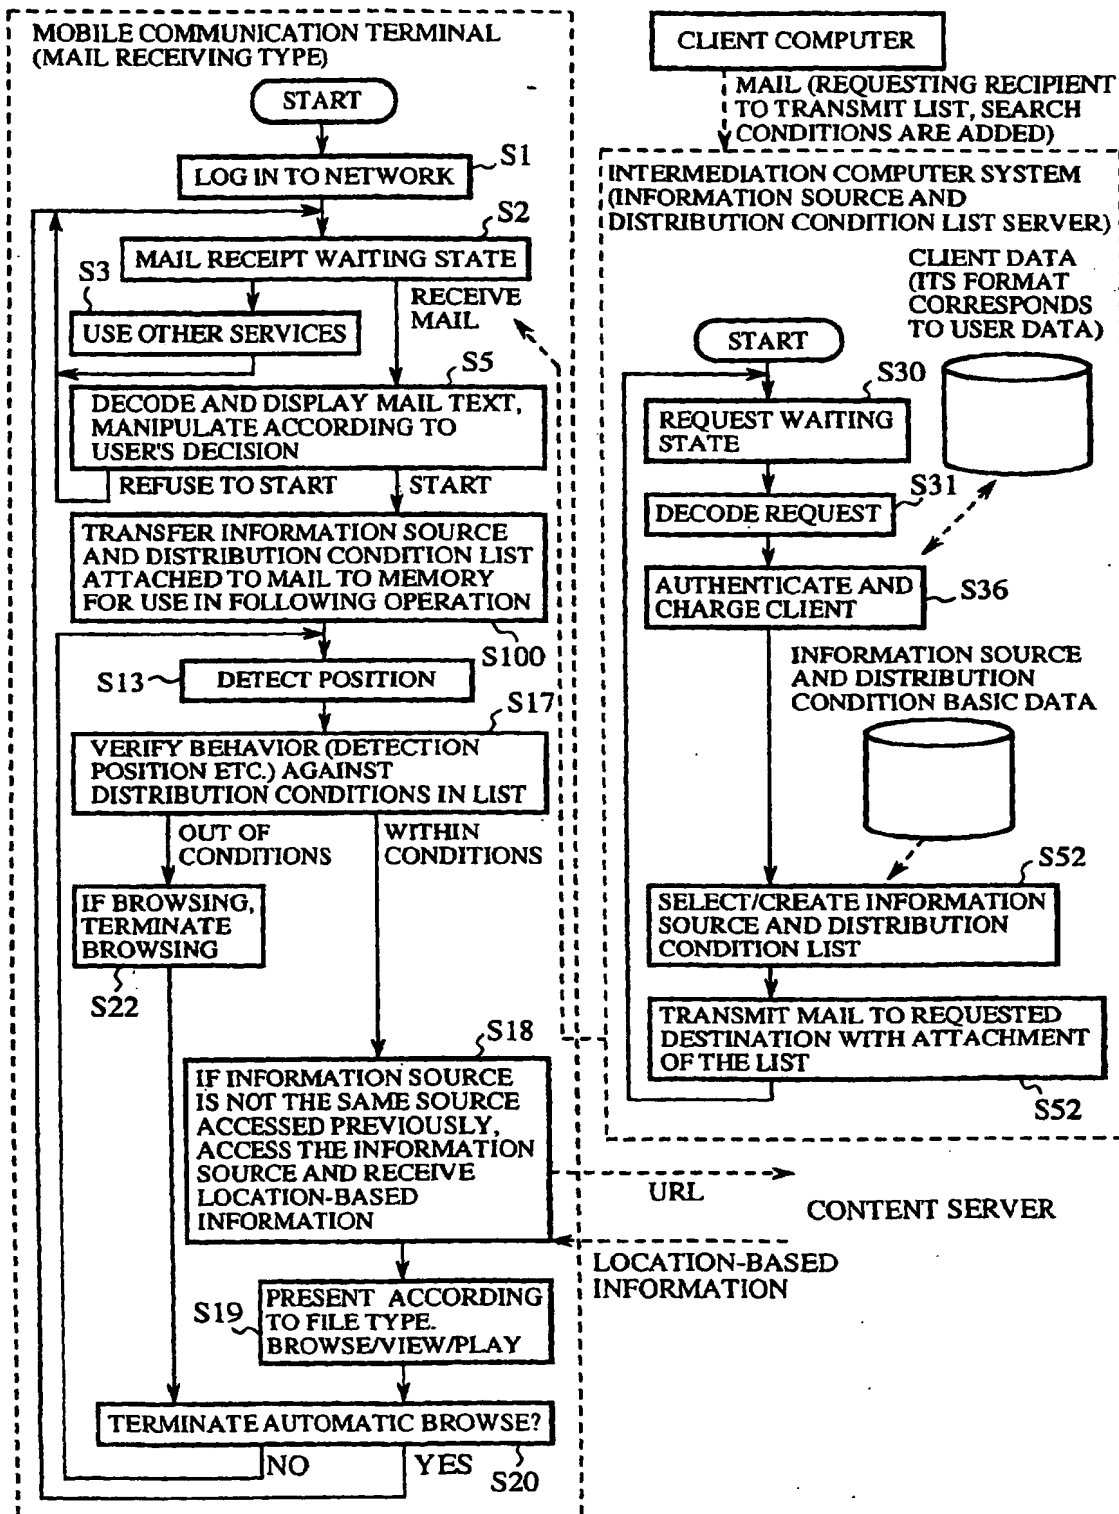 MOBILE COMMUNICATION TERMINAL
(MAIL RECEIVING TYPE)
START
S1
LOG IN TO NETWORK
S2
MAIL RECEIPT WAITING STATE
S3
USE OTHER SERVICES
RECEIVE
MAIL
S5
DECODE AND DISPLAY MAIL TEXT,
MANIPULATE ACCORDING TO
USER'S DECISION
REFUSE TO START
START
TRANSFER INFORMATION SOURCE
AND DISTRIBUTION CONDITION LIST
ATTACHED TO MAIL TO MEMORY
FOR USE IN FOLLOWING OPERATION
S100
S13
DETECT POSITION
S17
VERIFY BEHAVIOR (DETECTION
POSITION ETC.) AGAINST
DISTRIBUTION CONDITIONS IN LIST
OUT OF
CONDITIONS
WITHIN
CONDITIONS
IF BROWSING,
TERMINATE
BROWSING
S22
S18
IF INFORMATION SOURCE
IS NOT THE SAME SOURCE
ACCESSED PREVIOUSLY,
ACCESS THE INFORMATION
SOURCE AND RECEIVE
LOCATION-BASED
INFORMATION
S19
PRESENT ACCORDING
TO FILE TYPE.
BROWSE/VIEW/PLAY
TERMINATE AUTOMATIC BROWSE?
NO
YES
S20
CLIENT COMPUTER
MAIL (REQUESTING RECIPIENT
TO TRANSMIT LIST, SEARCH
CONDITIONS ARE ADDED)
INTERMEDIATION COMPUTER SYSTEM
(INFORMATION SOURCE AND
DISTRIBUTION CONDITION LIST SERVER)
CLIENT DATA
(ITS FORMAT
CORRESPONDS
TO USER DATA)
START
S30
REQUEST WAITING
STATE
S31
DECODE REQUEST
AUTHENTICATE AND
CHARGE CLIENT
S36
INFORMATION SOURCE
AND DISTRIBUTION
CONDITION BASIC DATA
S52
SELECT/CREATE INFORMATION
SOURCE AND DISTRIBUTION
CONDITION LIST
TRANSMIT MAIL TO REQUESTED
DESTINATION WITH ATTACHMENT
OF THE LIST
S52
URL
CONTENT SERVER
LOCATION-BASED
INFORMATION